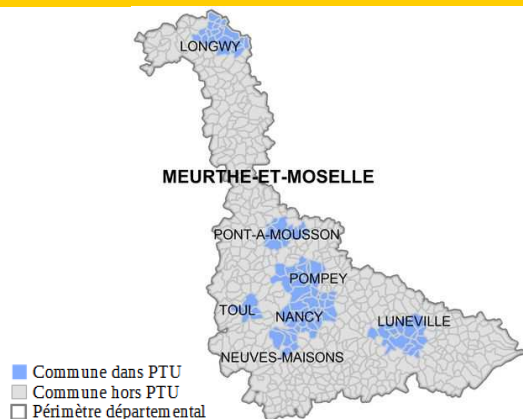 LONGWY
MEURTHE-ET-MOSELLE
PONT-A-MOUSSON
POMPEY
TOUL
NANCY
LUNEVILLE
NEUVES-MAISONS
Commune dans PTU
Commune hors PTU
Périmètre départemental